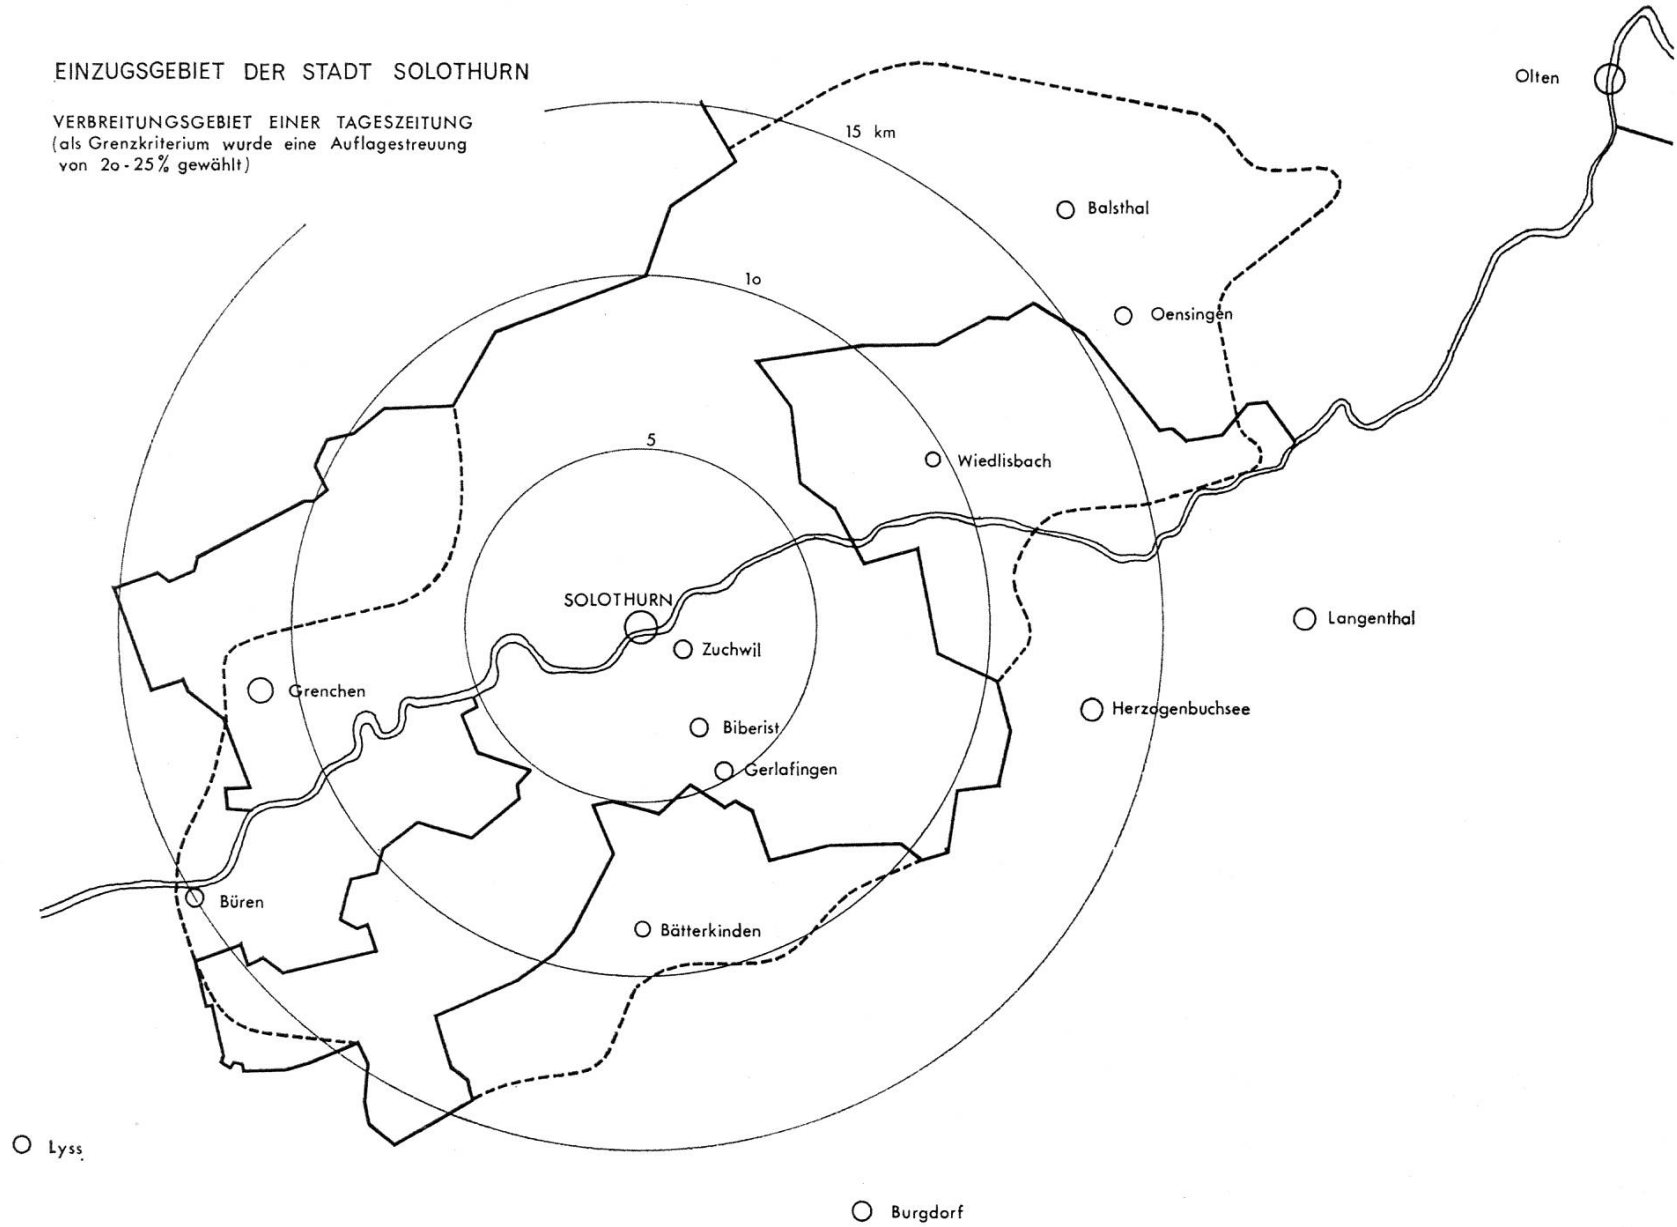 EINZUGSGEBIET DER STADT SOLOTHURN
VERBREITUNGSGEBIET EINER TAGESZEITUNG
(als Grenzkriterium wurde eine Auflagestreuung
von 2o-25% gewählt)
Olten
15 km
Balsthal
1o
Oensingen
5
Wiedlisbach
SOLOTHURN
Langenthal
Zuchwil
Grenchen
Herzogenbuchsee
Biberist
Gerlafingen
Büren
Bätterkinden
Lyss
Burgdorf